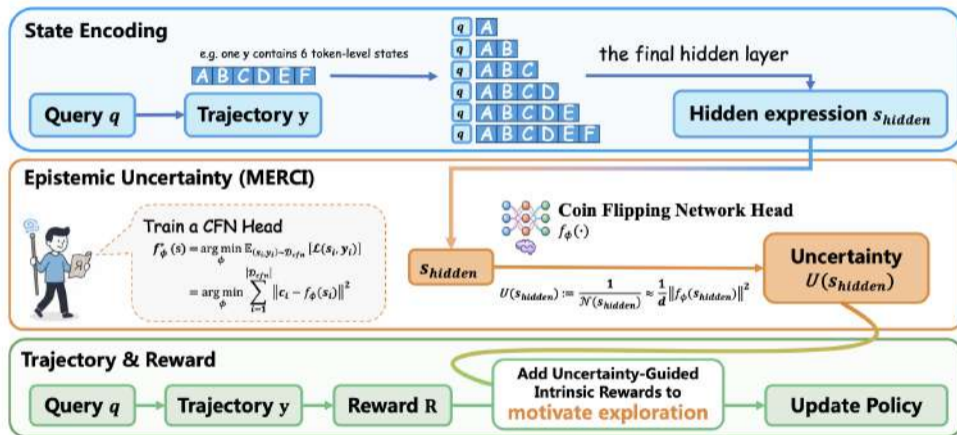 State Encoding
e.g. one y contains 6 token-level states
A B C D E F
Query q
Trajectory y
q A
q A B
q A B C
q A B C D
q A B C D E
q A B C D E F
the final hidden layer
Hidden expression s_hidden
Epistemic Uncertainty (MERCI)
Train a CFN Head
f*_ϕ(s) = arg min_ϕ 𝔼_(s_i,y_i)~𝒟_cfn [ℒ(s_i, y_i)]
= arg min_ϕ ∑_{i=1}^{|𝒟_cfn|} ‖c_i − f_ϕ(s_i)‖²
Coin Flipping Network Head
f_ϕ(·)
s_hidden
U(s_hidden) := 1/𝒩(s_hidden) ≈ 1/d ‖f_ϕ(s_hidden)‖²
Uncertainty
U(s_hidden)
Trajectory & Reward
Query q
Trajectory y
Reward R
Add Uncertainty-Guided
Intrinsic Rewards to
motivate exploration
Update Policy